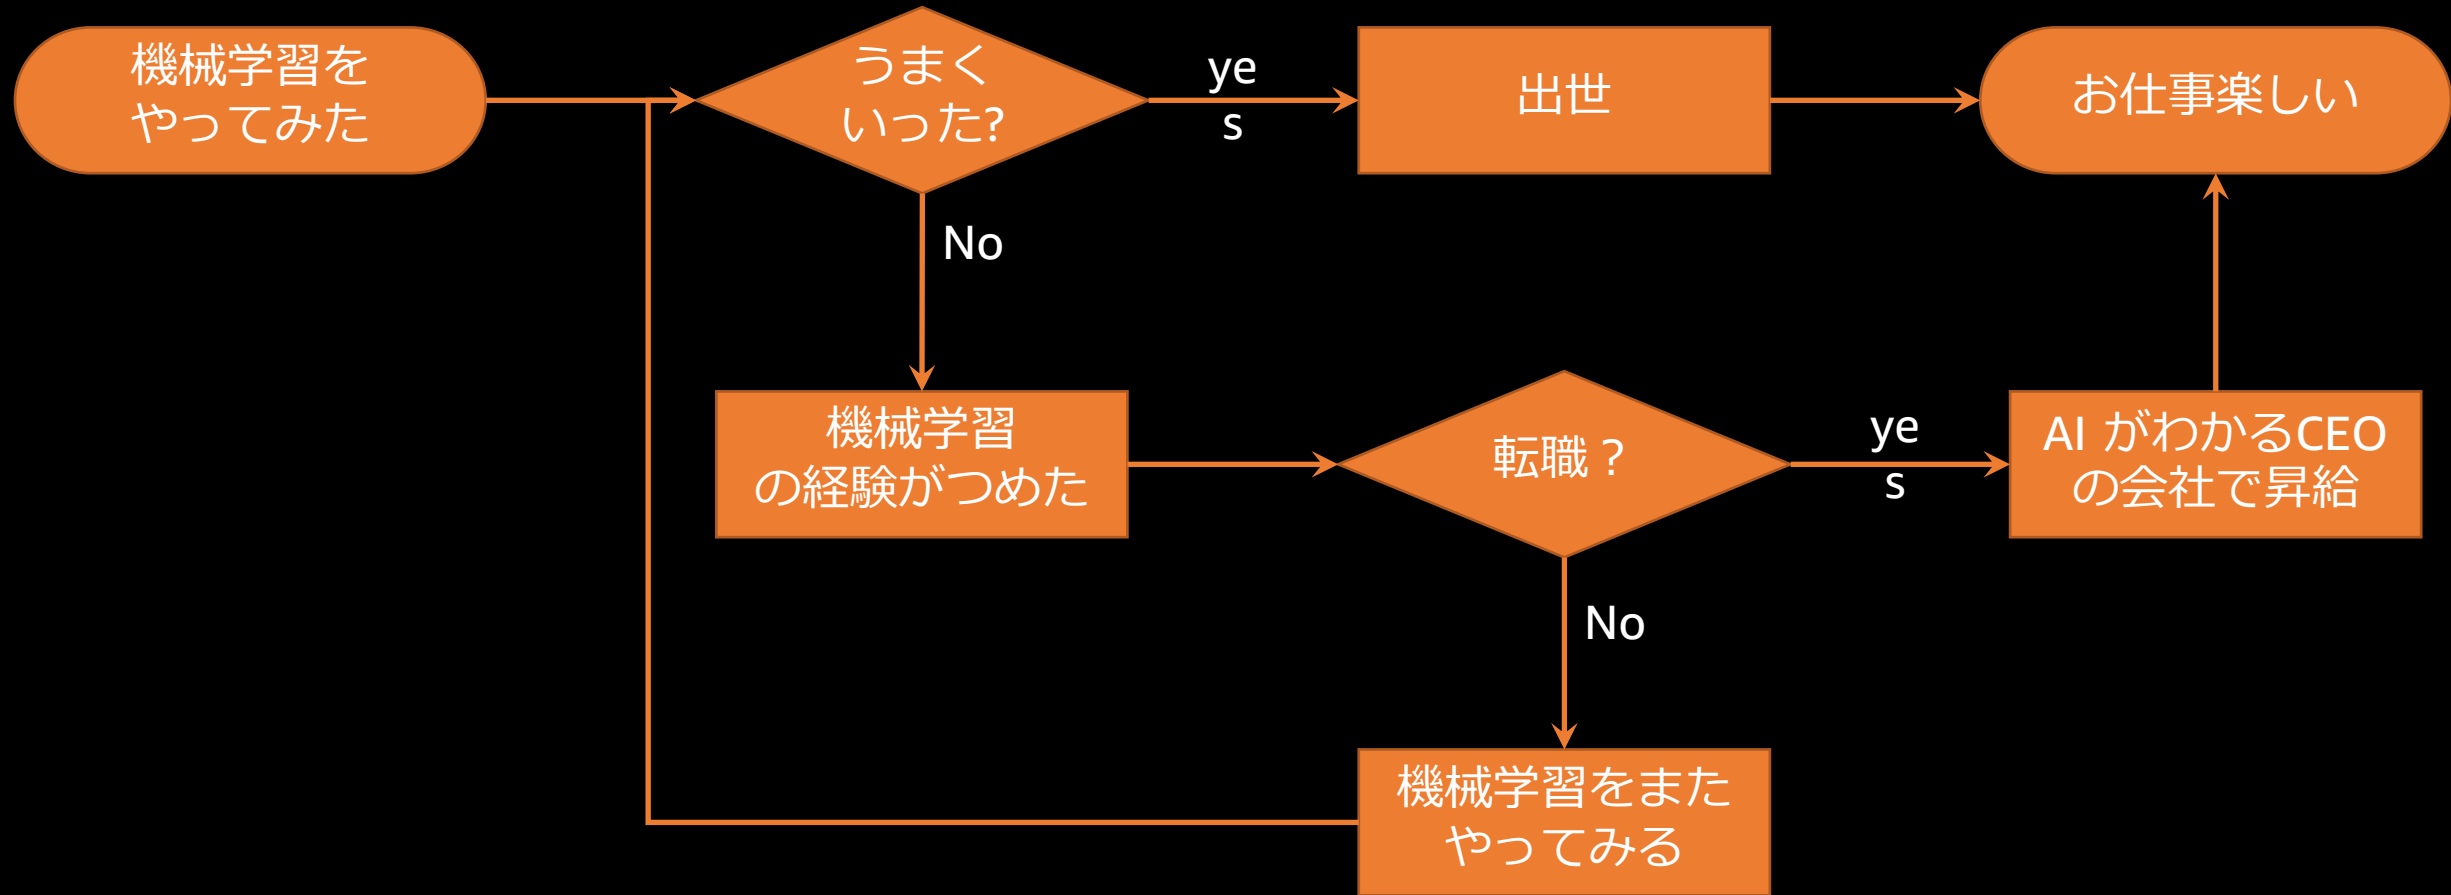 機械学習を
やってみた
うまく
いった?
ye
s
出世
お仕事楽しい
No
機械学習
の経験がつめた
転職？
ye
s
AI がわかるCEO
の会社で昇給
No
機械学習をまた
やってみる